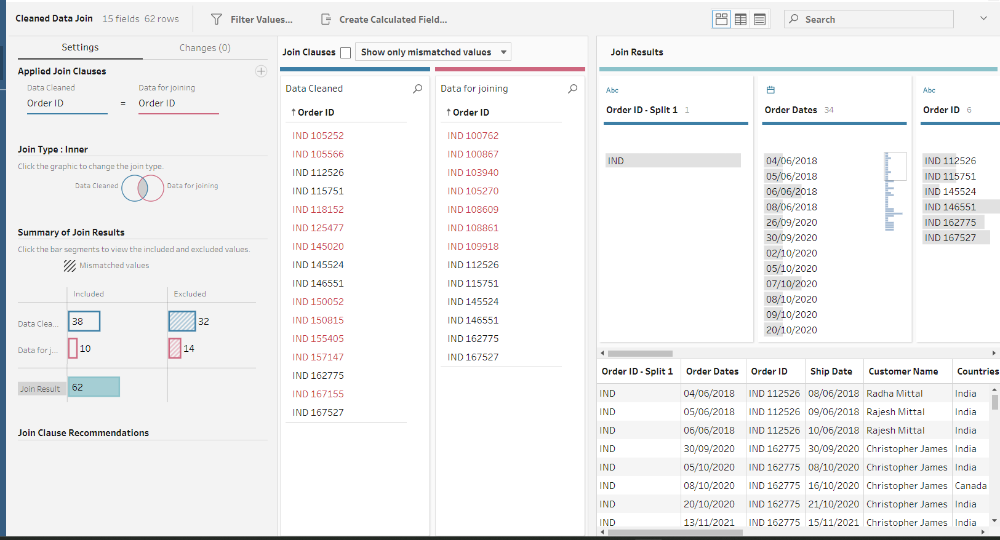 Cleaned Data Join 15 fields 62 rows Filter Values... Create Calculated Field... Search
Settings Changes (0)
Applied Join Clauses
Data Cleaned Data for joining
Order ID = Order ID
Join Type : Inner
Click the graphic to change the join type.
Data Cleaned Data for joining
Summary of Join Results
Click the bar segments to view the included and excluded values.
Mismatched values
Included Excluded
Data Clea... 38 32
Data for j... 10 14
Join Result 62
Join Clause Recommendations
Join Clauses Show only mismatched values
Data Cleaned
Order ID
IND 105252
IND 105566
IND 112526
IND 115751
IND 118152
IND 125477
IND 145020
IND 145524
IND 146551
IND 150052
IND 150815
IND 155405
IND 157147
IND 162775
IND 167155
IND 167527
Data for joining
Order ID
IND 100762
IND 100867
IND 103940
IND 105270
IND 108609
IND 108861
IND 109918
IND 112526
IND 115751
IND 145524
IND 146551
IND 162775
IND 167527
Join Results
Abc
Order ID - Split 1 1
IND
Order Dates 34
04/06/2018
05/06/2018
06/06/2018
08/06/2018
26/09/2020
30/09/2020
02/10/2020
05/10/2020
07/10/2020
08/10/2020
09/10/2020
20/10/2020
Abc
Order ID 6
IND 112526
IND 115751
IND 145524
IND 146551
IND 162775
IND 167527
Order ID - Split 1 Order Dates Order ID Ship Date Customer Name Countries
IND 04/06/2018 IND 112526 08/06/2018 Radha Mittal India
IND 05/06/2018 IND 112526 09/06/2018 Rajesh Mittal India
IND 06/06/2018 IND 112526 10/06/2018 Rajesh Mittal India
IND 30/09/2020 IND 162775 30/09/2020 Christopher James India
IND 05/10/2020 IND 162775 08/10/2020 Christopher James India
IND 08/10/2020 IND 162775 16/10/2020 Christopher James Canada
IND 20/10/2020 IND 162775 21/10/2020 Christopher James India
IND 13/11/2021 IND 162775 15/11/2021 Christopher James India